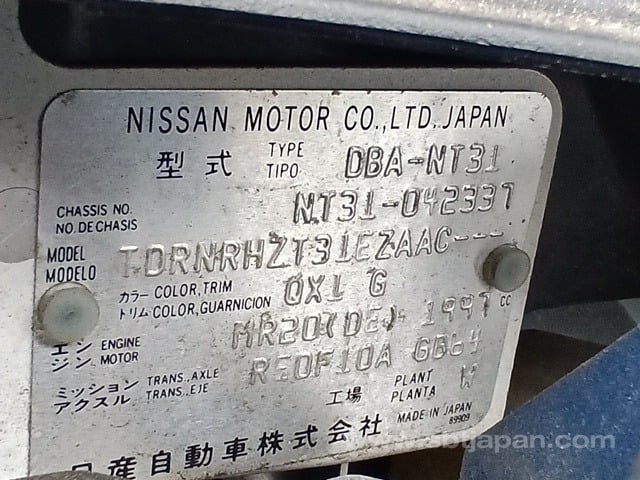 NISSAN MOTOR CO.,LTD.JAPAN
型式 TYPE TIPO DBA-NT31
CHASSIS NO. NO.DE CHASIS NT31-042337
MODEL MODELO TDRNRHZT31EZAAC---
カラー COLOR,TRIM トリム COLOR,GUARNICION 0X1 G
エンジン ENGINE MOTOR MR20(DE) 1997 cc
ミッション アクスル TRANS.,AXLE TRANS.,EJE RE0F10A GB64
工場 PLANT PLANTA W
MADE IN JAPAN
89909
日産自動車株式会社